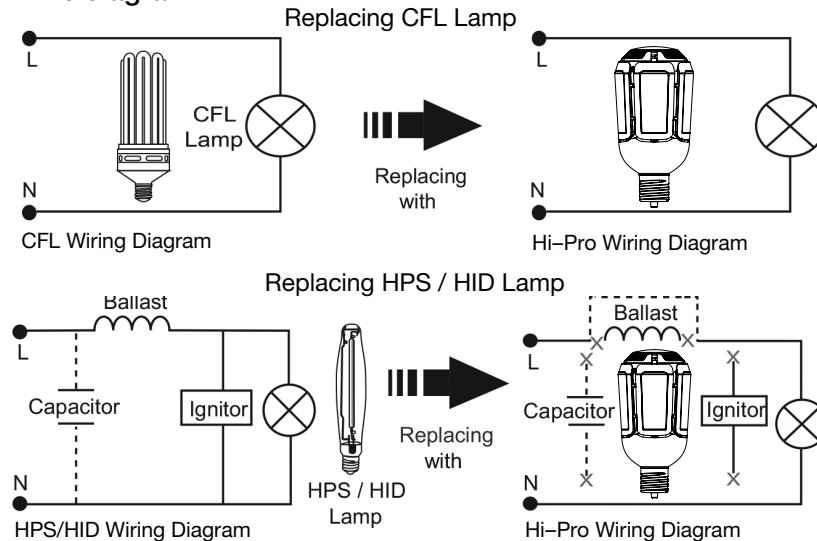 Replacing CFL Lamp
L
CFL
Lamp
N
CFL Wiring Diagram
Replacing
with
L
N
Hi-Pro Wiring Diagram
Replacing HPS / HID Lamp
Ballast
L
Capacitor
Ignitor
N
HPS/HID Wiring Diagram
HPS / HID
Lamp
Replacing
with
Ballast
L
Capacitor
Ignitor
N
Hi-Pro Wiring Diagram